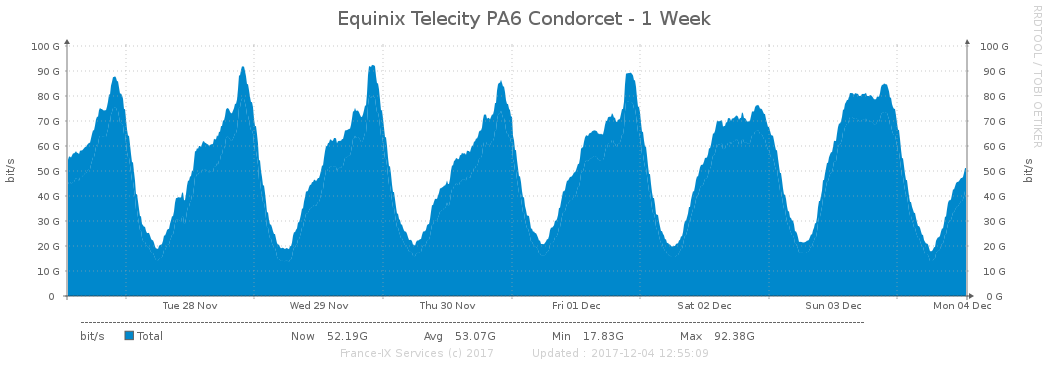 Equinix Telecity PA6 Condorcet - 1 Week
RRDTOOL / TOBI OETIKER
bit/s
100 G
90 G
80 G
70 G
60 G
50 G
40 G
30 G
20 G
10 G
0
100 G
90 G
80 G
70 G
60 G
50 G
40 G
30 G
20 G
10 G
0 G
bit/s
Tue 28 Nov Wed 29 Nov Thu 30 Nov Fri 01 Dec Sat 02 Dec Sun 03 Dec Mon 04 Dec
bit/s Total Now 52.19G Avg 53.07G Min 17.83G Max 92.38G
France-IX Services (c) 2017 Updated : 2017-12-04 12:55:09